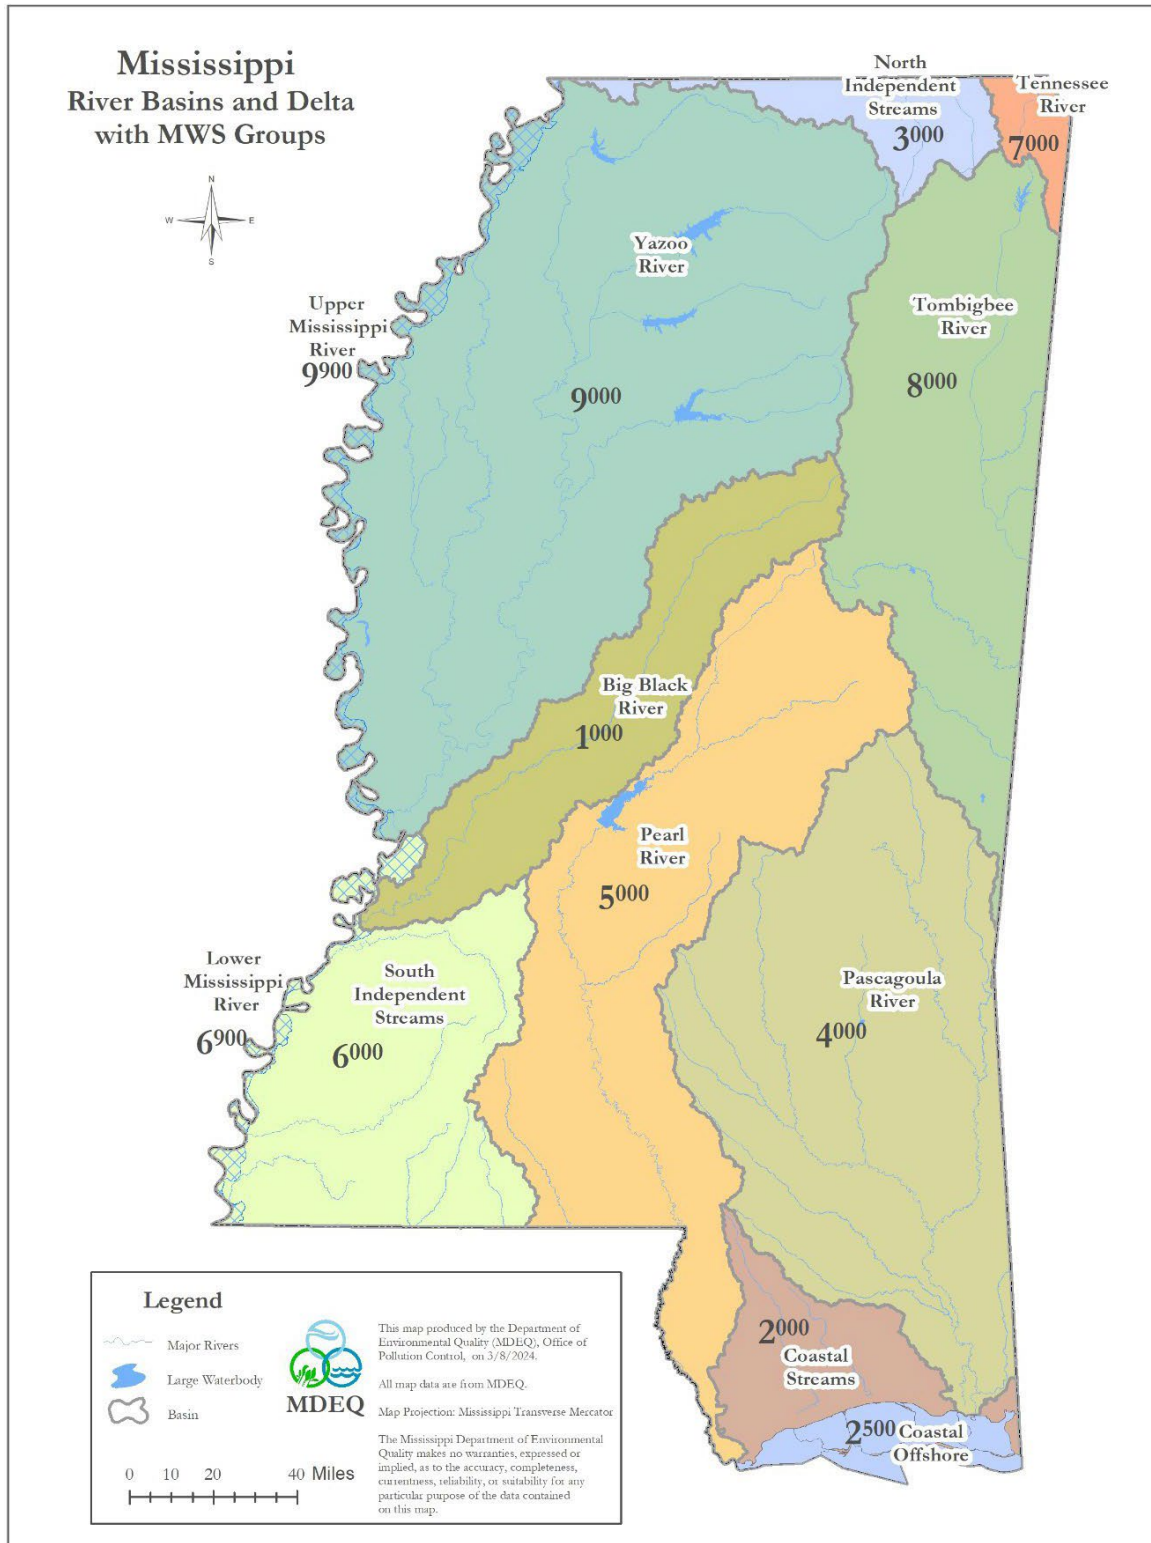 Mississippi
River Basins and Delta
with MWS Groups
N
W
E
S
North
Independent
Streams
3000
Tennessee
River
7000
Yazoo
River
9000
Upper
Mississippi
River
9900
Tombigbee
River
8000
Big Black
River
1000
Pearl
River
5000
Lower
Mississippi
River
6900
South
Independent
Streams
6000
Pascagoula
River
4000
2000
Coastal
Streams
2500
Coastal
Offshore
Legend
Major Rivers
Large Waterbody
Basin
0 10 20 40 Miles
MDEQ
This map produced by the Department of
Environmental Quality (MDEQ), Office of
Pollution Control, on 3/8/2024.
All map data are from MDEQ.
Map Projection: Mississippi Transverse Mercator
The Mississippi Department of Environmental
Quality makes no warranties, expressed or
implied, as to the accuracy, completeness,
currentness, reliability, or suitability for any
particular purpose of the data contained
on this map.